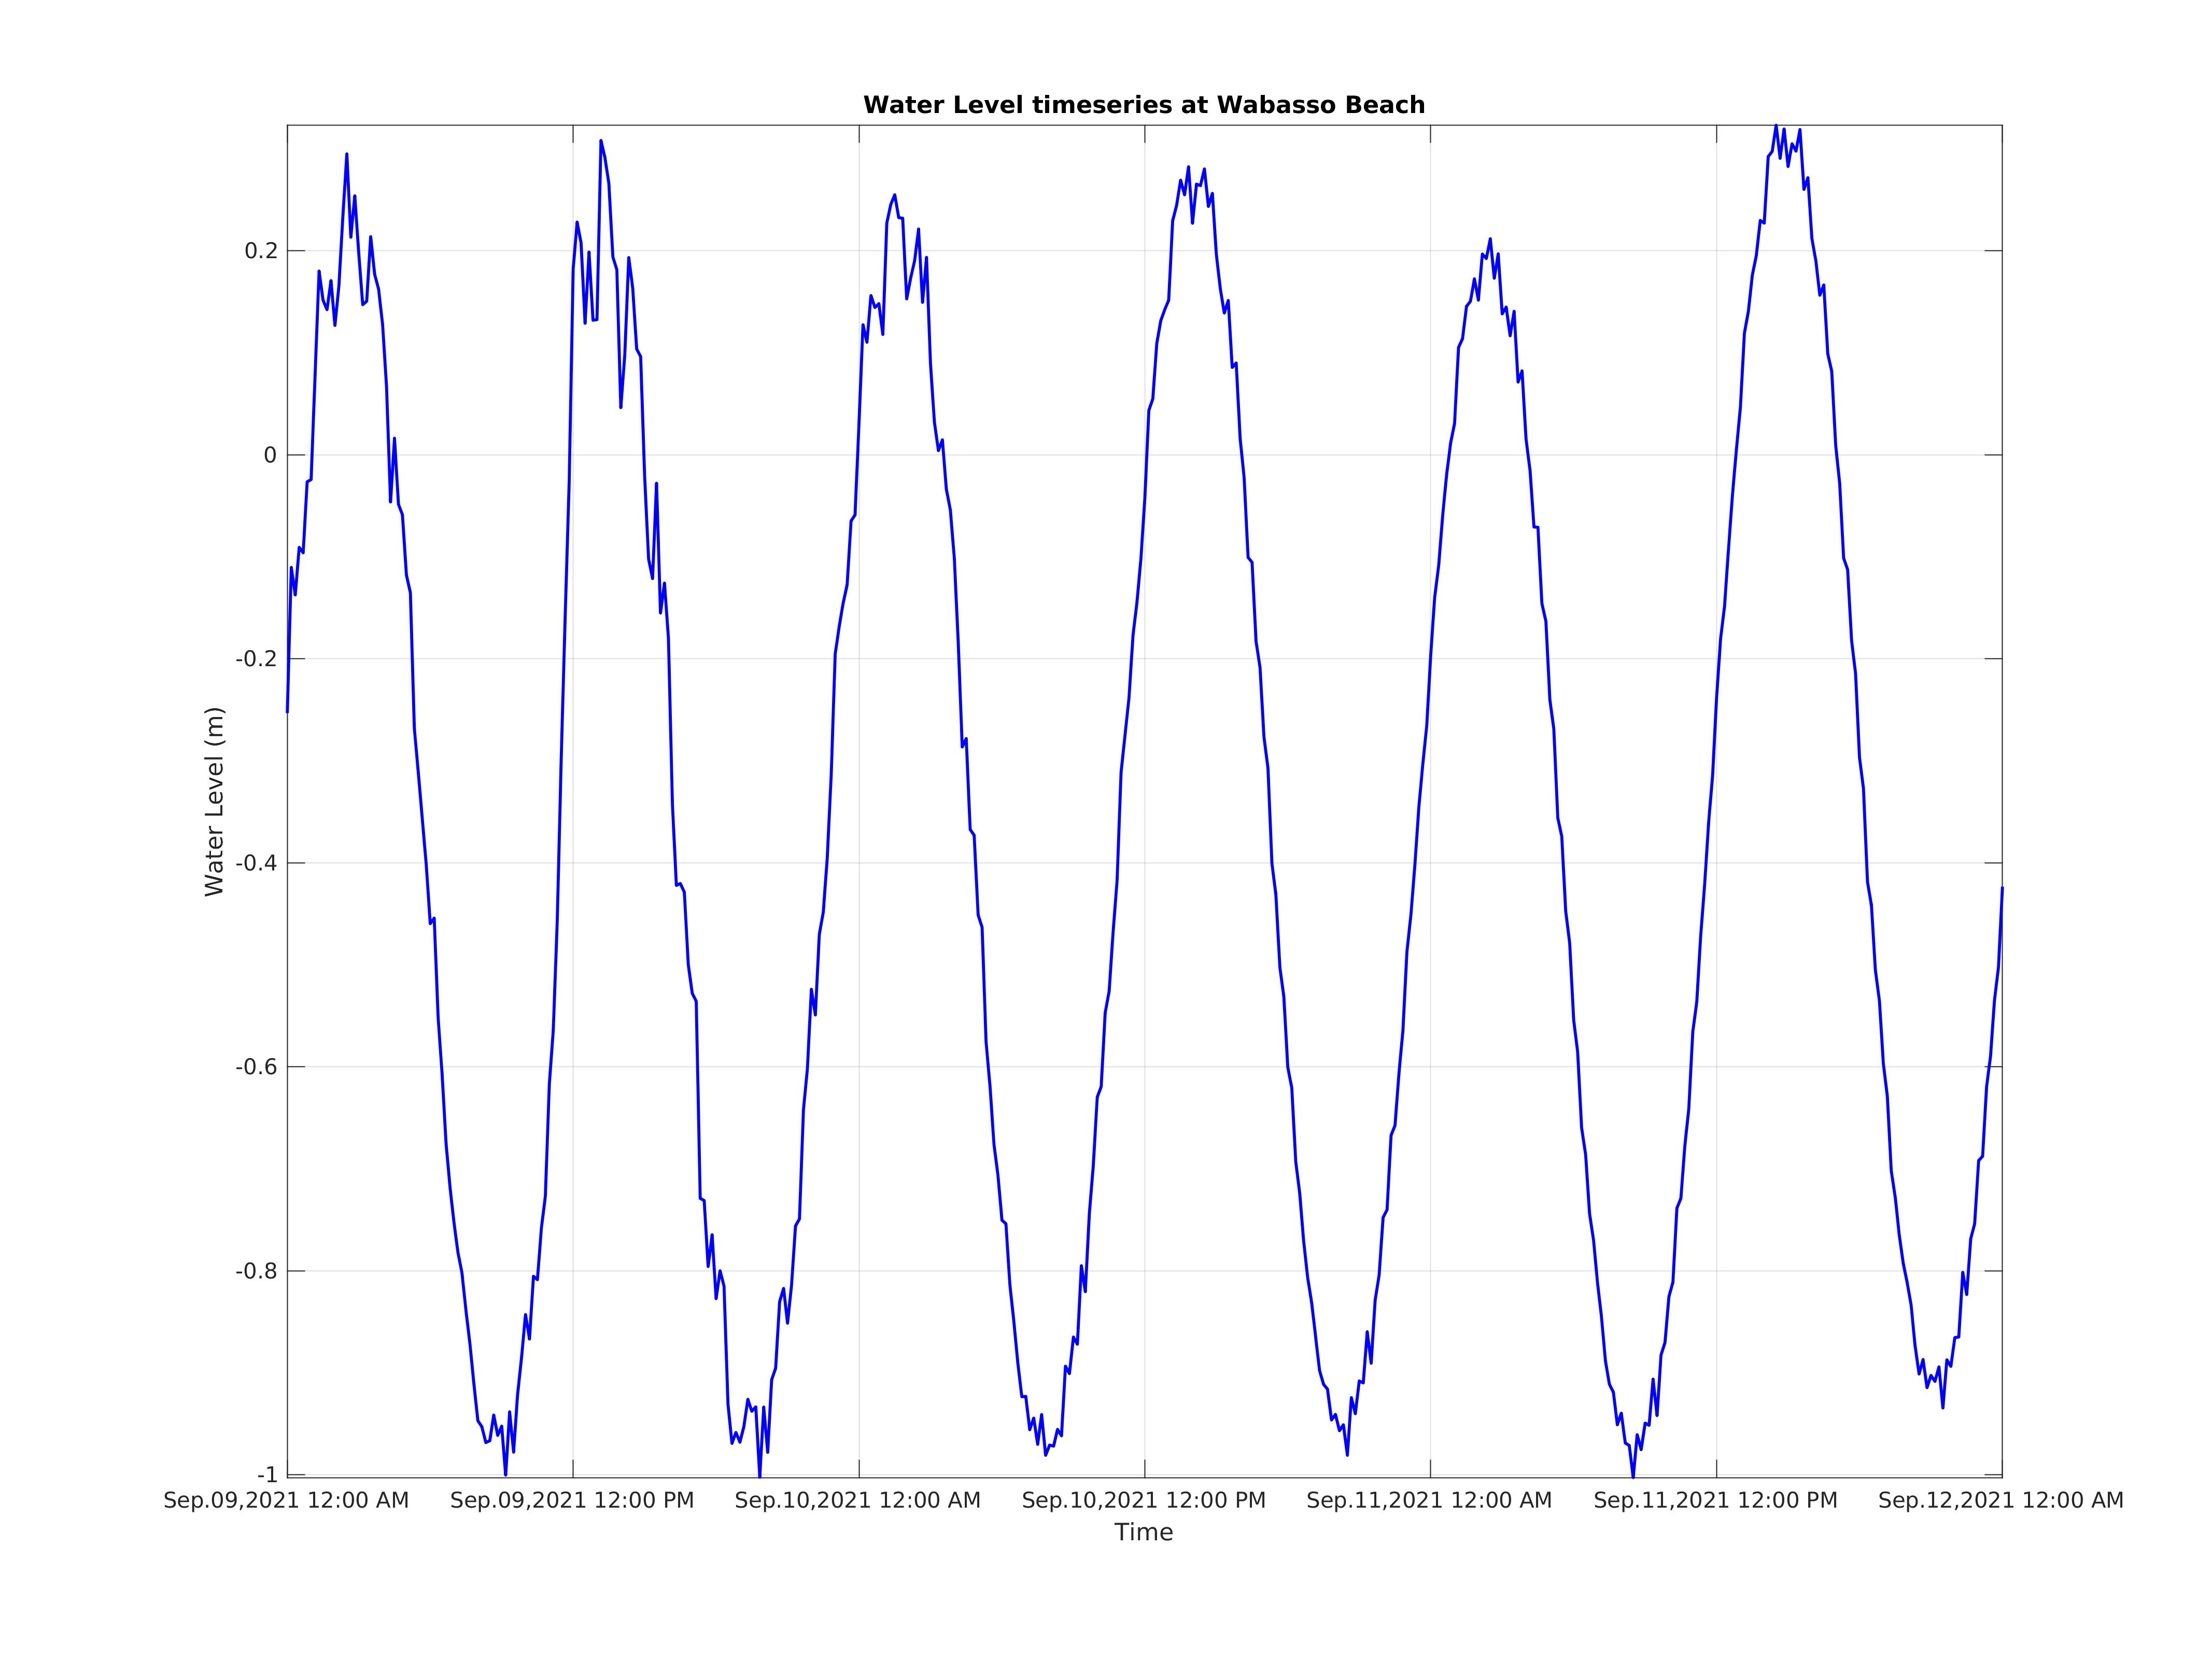 Water Level timeseries at Wabasso Beach
Water Level (m)
0.2
0
-0.2
-0.4
-0.6
-0.8
-1
Sep.09,2021 12:00 AM Sep.09,2021 12:00 PM Sep.10,2021 12:00 AM Sep.10,2021 12:00 PM Sep.11,2021 12:00 AM Sep.11,2021 12:00 PM Sep.12,2021 12:00 AM
Time